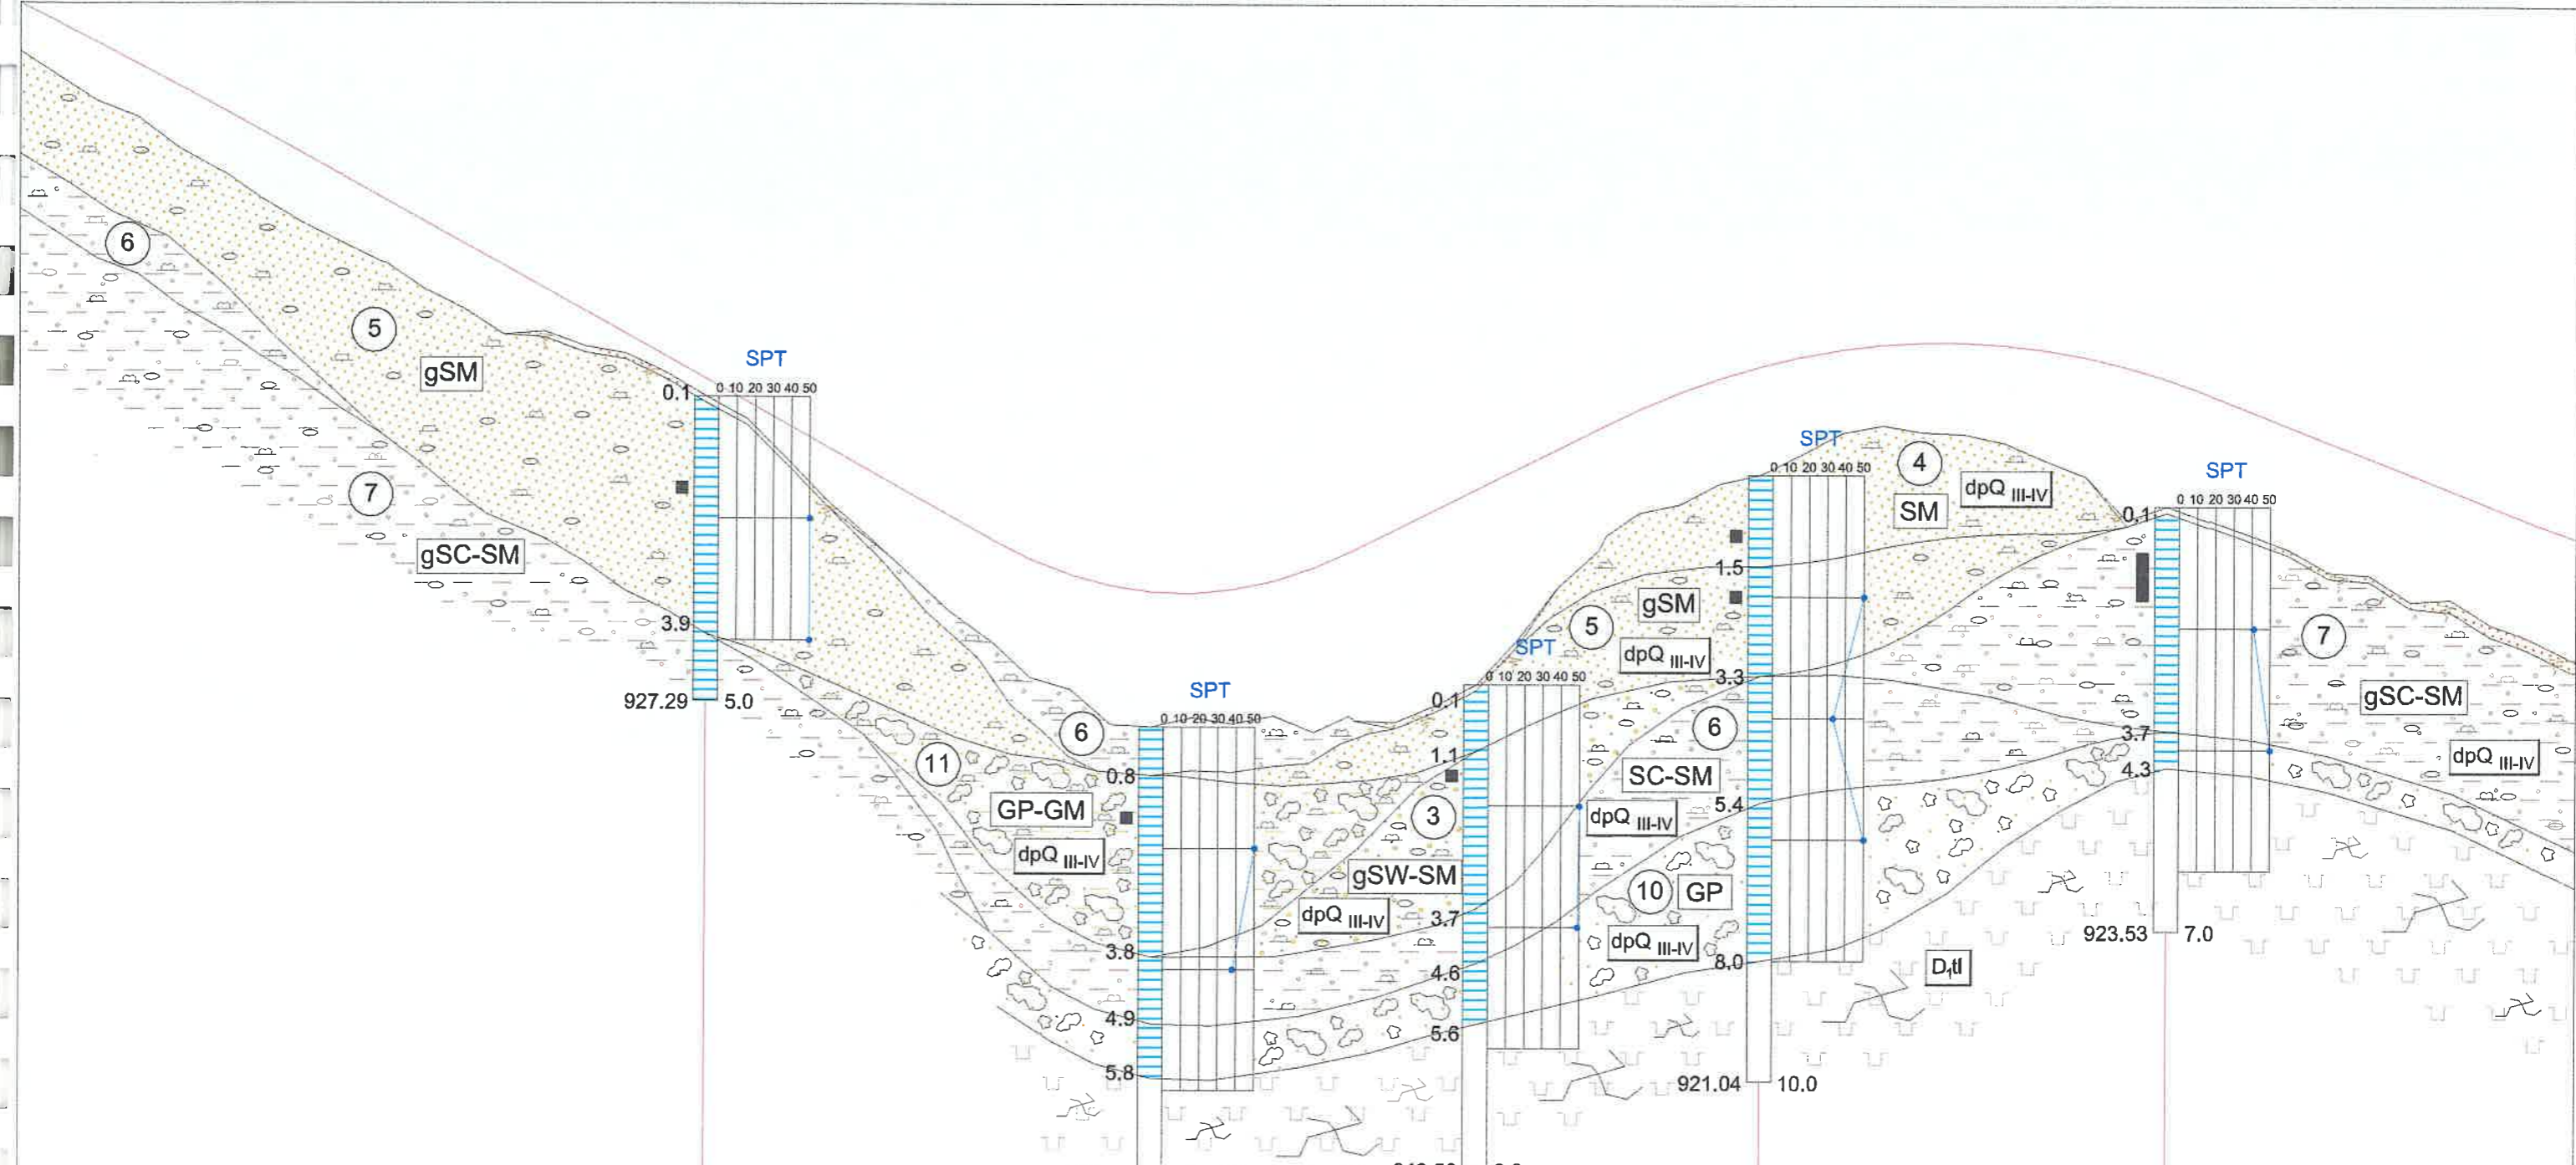 6
5
gSM
SPT
0 10 20 30 40 50
0.1
7
gSC-SM
3.9
927.29 5.0
SPT
0 10 20 30 40 50
6
0.8
11
GP-GM
dpQ III-IV
3.8
4.9
5.8
SPT
0 10 20 30 40 50
0.1
1.1
3
gSW-SM
dpQ III-IV
3.7
4.6
5.6
SPT
0 10 20 30 40 50
4
dpQ III-IV
SM
1.5
gSM
5
dpQ III-IV
3.3
6
SC-SM
5.4
dpQ III-IV
10 GP
dpQ III-IV
8.0
D₁tl
921.04 10.0
SPT
0 10 20 30 40 50
0.1
7
gSC-SM
3.7
dpQ III-IV
4.3
923.53 7.0